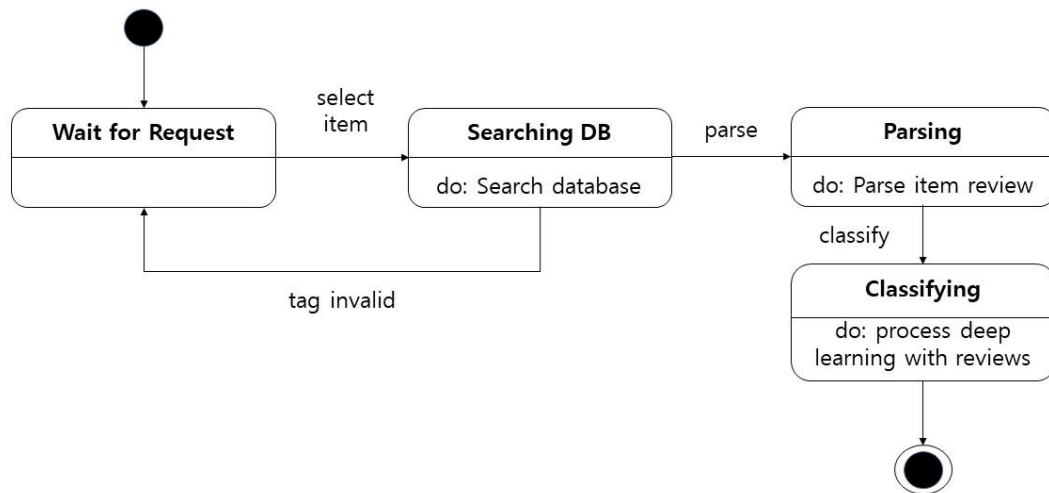 select
item
Wait for Request
Searching DB
do: Search database
parse
Parsing
do: Parse item review
tag invalid
classify
Classifying
do: process deep
learning with reviews